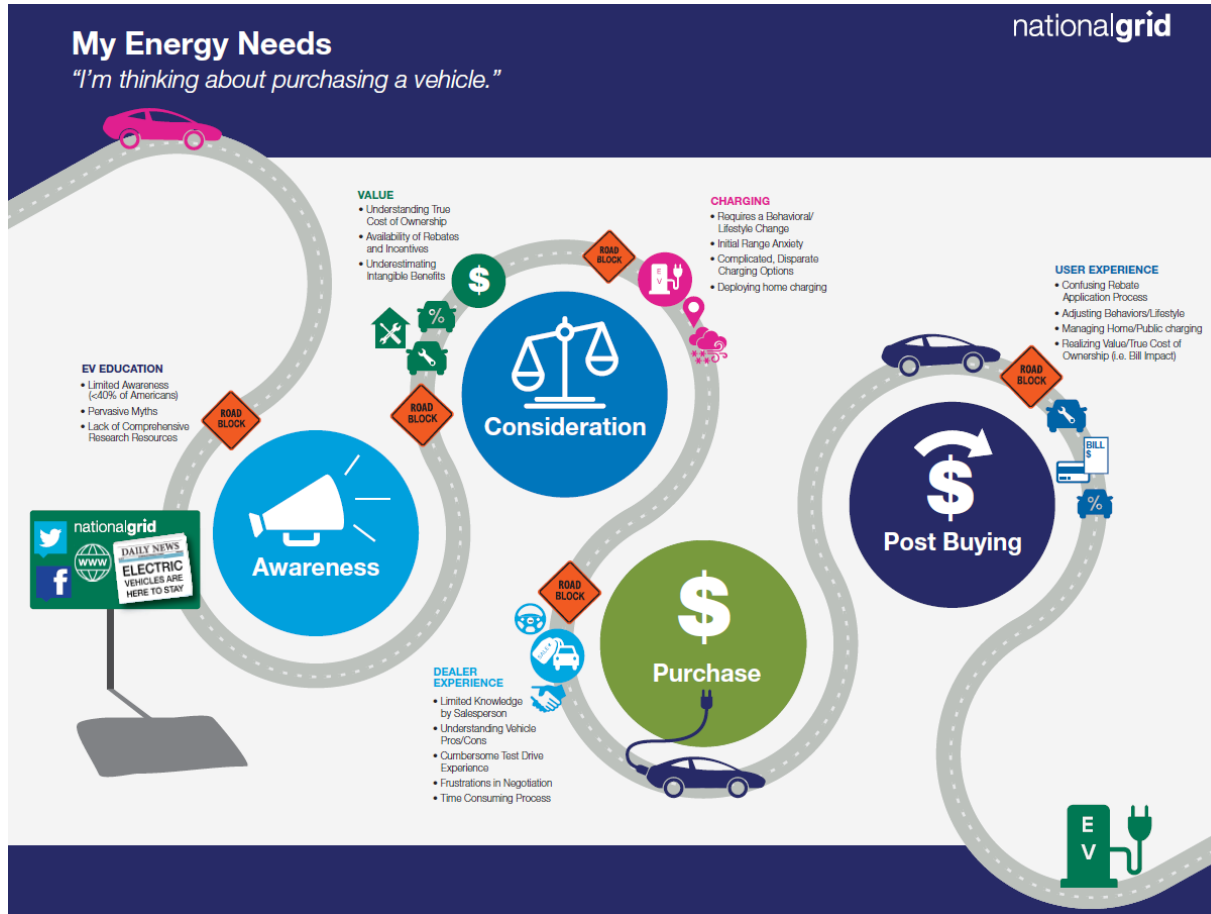 My Energy Needs
“I’m thinking about purchasing a vehicle.”
nationalgrid
EV EDUCATION
• Limited Awareness
(<40% of Americans)
• Pervasive Myths
• Lack of Comprehensive
Research Resources
ROAD
BLOCK
nationalgrid
www
f
DAILY NEWS
ELECTRIC
VEHICLES ARE
HERE TO STAY
Awareness
VALUE
• Understanding True
Cost of Ownership
• Availability of Rebates
and Incentives
• Underestimating
Intangible Benefits
$
%
ROAD
BLOCK
Consideration
ROAD
BLOCK
CHARGING
• Requires a Behavioral/
Lifestyle Change
• Initial Range Anxiety
• Complicated, Disparate
Charging Options
• Deploying home charging
E
V
ROAD
BLOCK
DEALER
EXPERIENCE
• Limited Knowledge
by Salesperson
• Understanding Vehicle
Pros/Cons
• Cumbersome Test Drive
Experience
• Frustrations in Negotiation
• Time Consuming Process
SALE
$
Purchase
$
Post Buying
USER EXPERIENCE
• Confusing Rebate
Application Process
• Adjusting Behaviors/Lifestyle
• Managing Home/Public charging
• Realizing Value/True Cost of
Ownership (i.e. Bill Impact)
ROAD
BLOCK
BILL
$
%
E
V